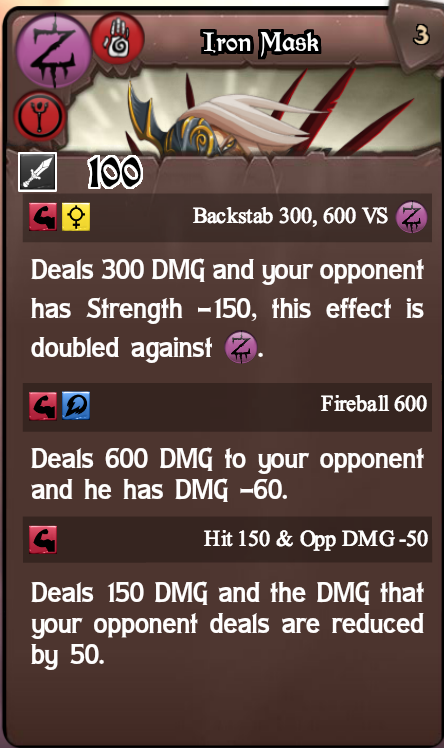 Iron Mask
3
100
Backstab 300, 600 VS Z
Deals 300 DMG and your opponent
has Strength -150, this effect is
doubled against Z.
Fireball 600
Deals 600 DMG to your opponent
and he has DMG -60.
Hit 150 & Opp DMG -50
Deals 150 DMG and the DMG that
your opponent deals are reduced
by 50.